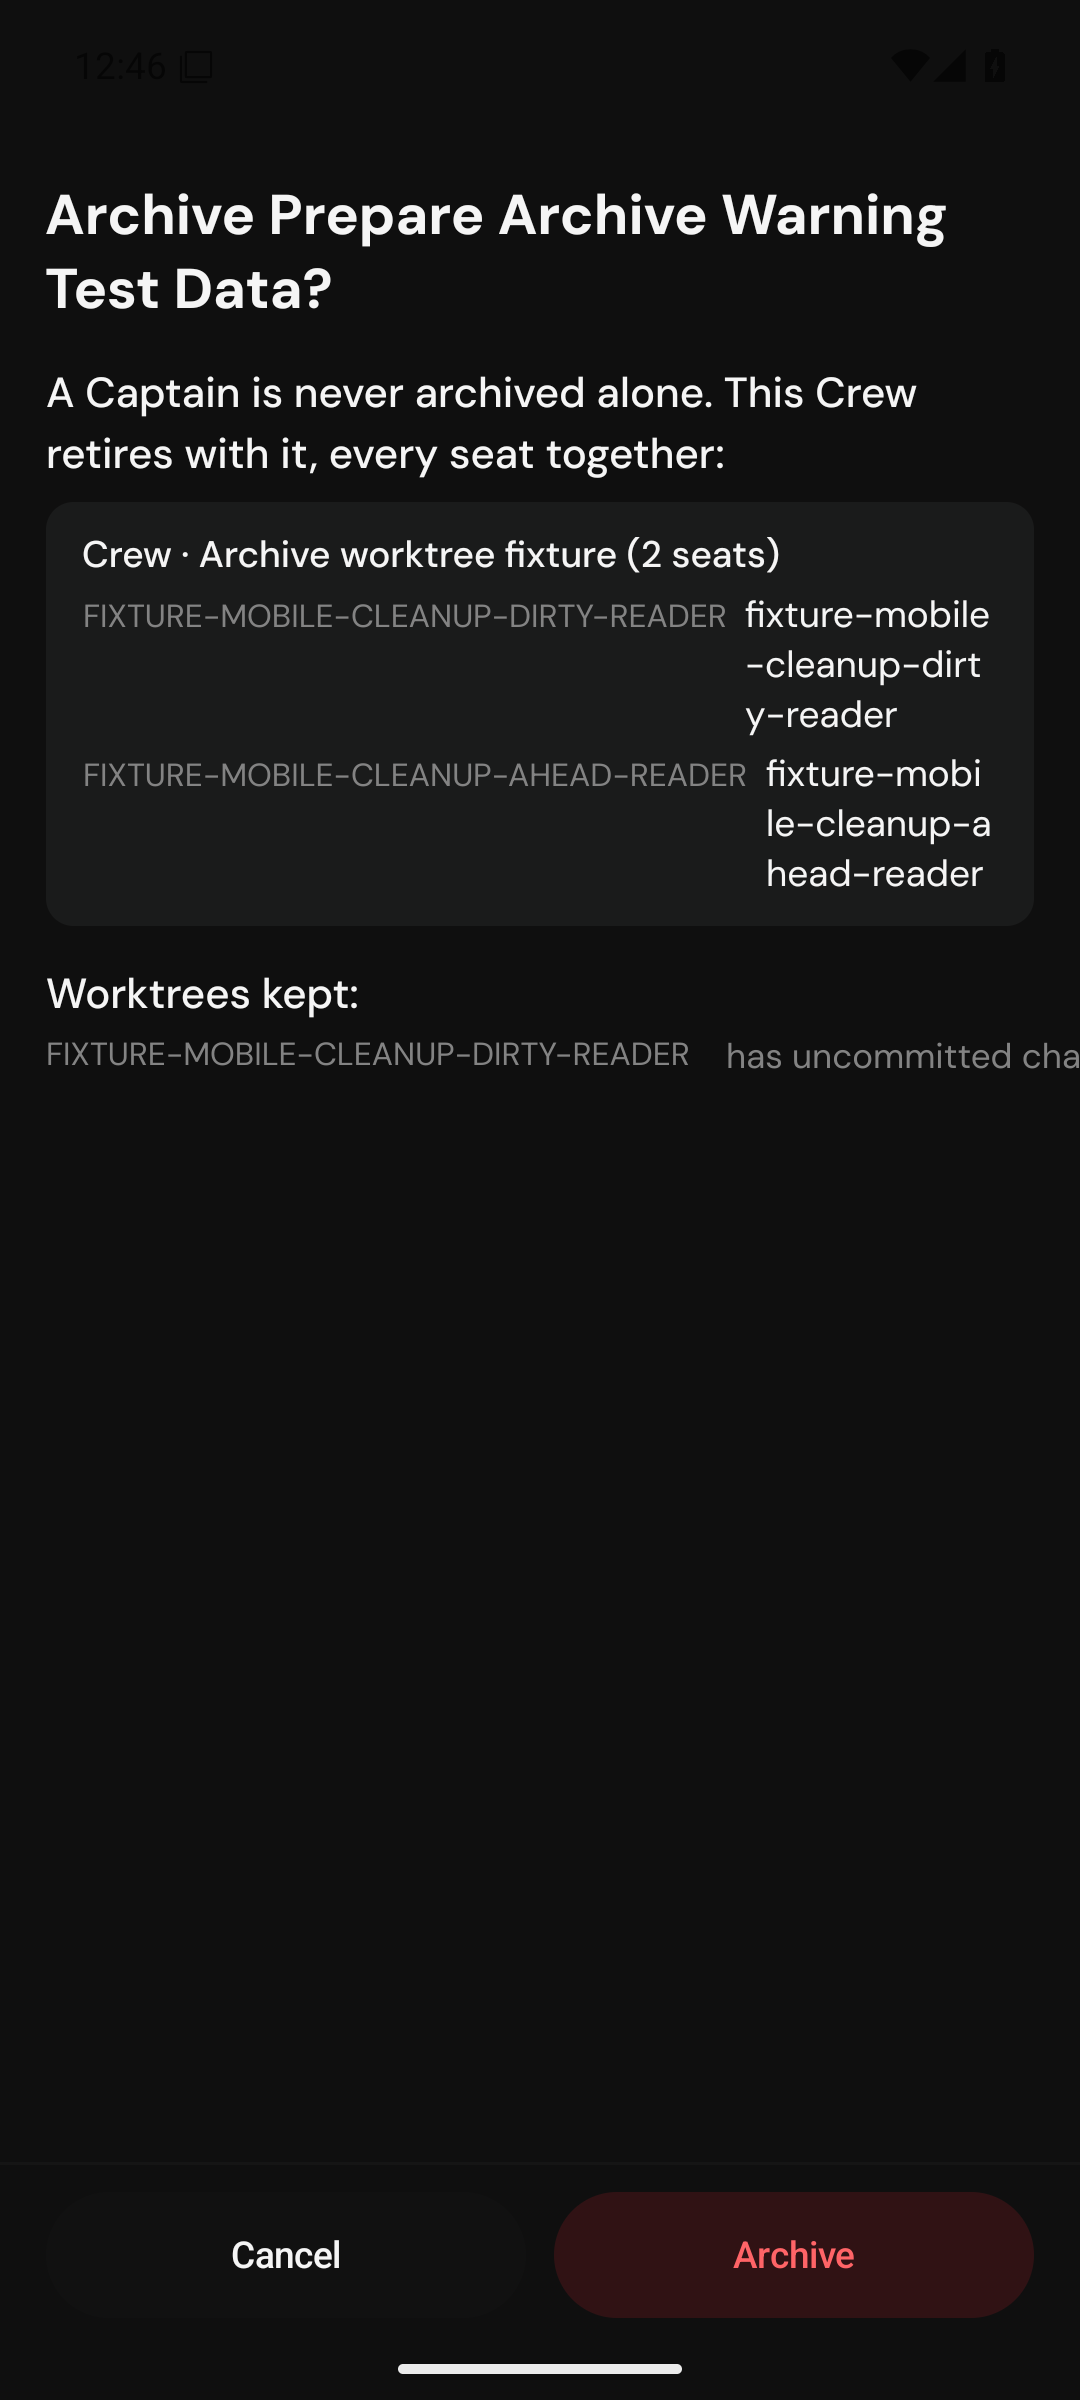 12:46
Archive Prepare Archive Warning
Test Data?
A Captain is never archived alone. This Crew
retires with it, every seat together:
Crew · Archive worktree fixture (2 seats)
FIXTURE-MOBILE-CLEANUP-DIRTY-READER fixture-mobile
-cleanup-dirt
y-reader
FIXTURE-MOBILE-CLEANUP-AHEAD-READER fixture-mobi
le-cleanup-a
head-reader
Worktrees kept:
FIXTURE-MOBILE-CLEANUP-DIRTY-READER has uncommitted cha
Cancel
Archive